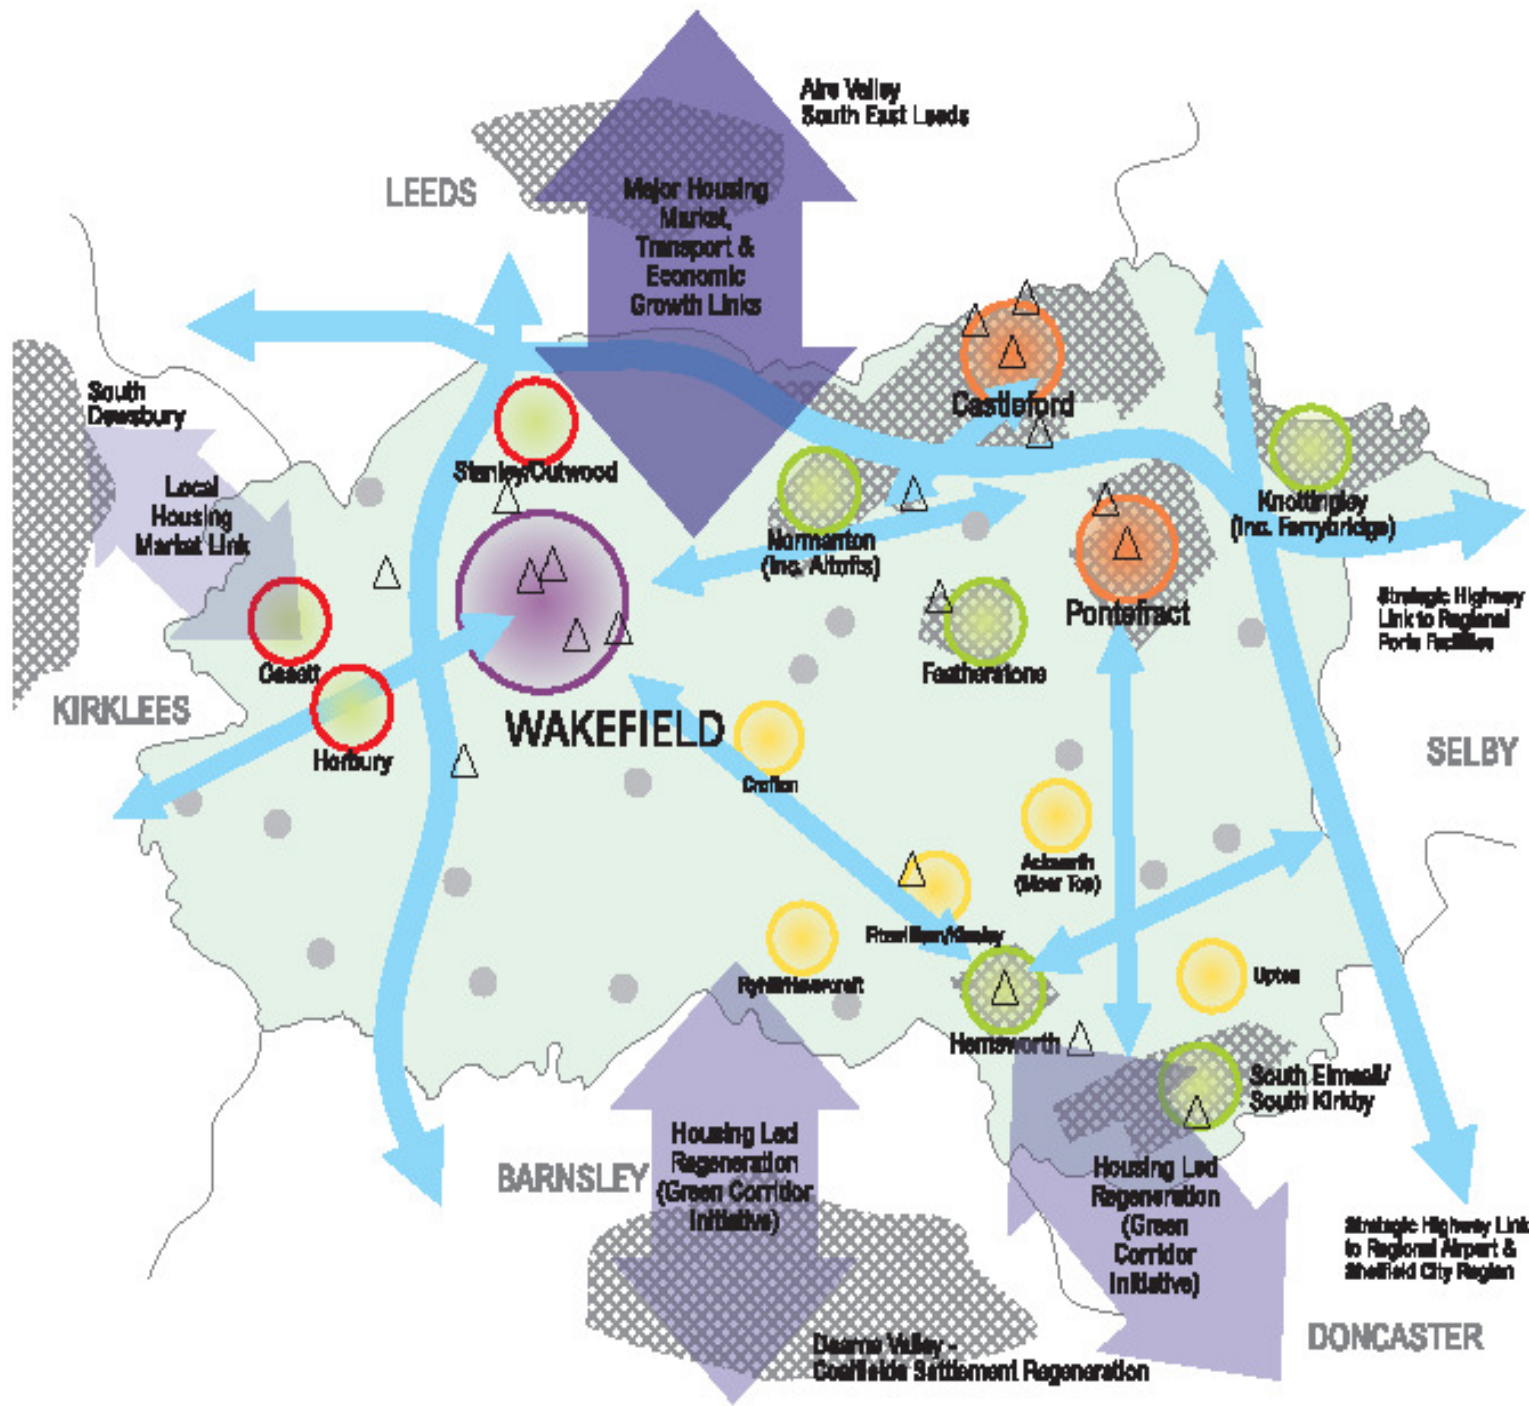 Aire Valley
South East Leeds
LEEDS
Major Housing
Market,
Transport &
Economic
Growth Links
South
Dewsbury
Castleford
Local
Housing
Market Link
Stanley/Outwood
Knottingley
(Inc. Ferrybridge)
Normanton
(Inc. Altofts)
Pontefract
Strategic Highway
Link to Regional
Ports Facilities
Ossett
Featherstone
KIRKLEES
WAKEFIELD
Horbury
SELBY
Crofton
Ackworth
(Moor Top)
Fitzwilliam/Kinsley
Ryhill/Havercroft
Upton
Hemsworth
South Elmsall/
South Kirkby
BARNSLEY
Housing Led
Regeneration
(Green Corridor
Initiative)
Housing Led
Regeneration
(Green
Corridor
Initiative)
Strategic Highway Link
to Regional Airport &
Sheffield City Region
DONCASTER
Dearne Valley -
Coalfields Settlement Regeneration